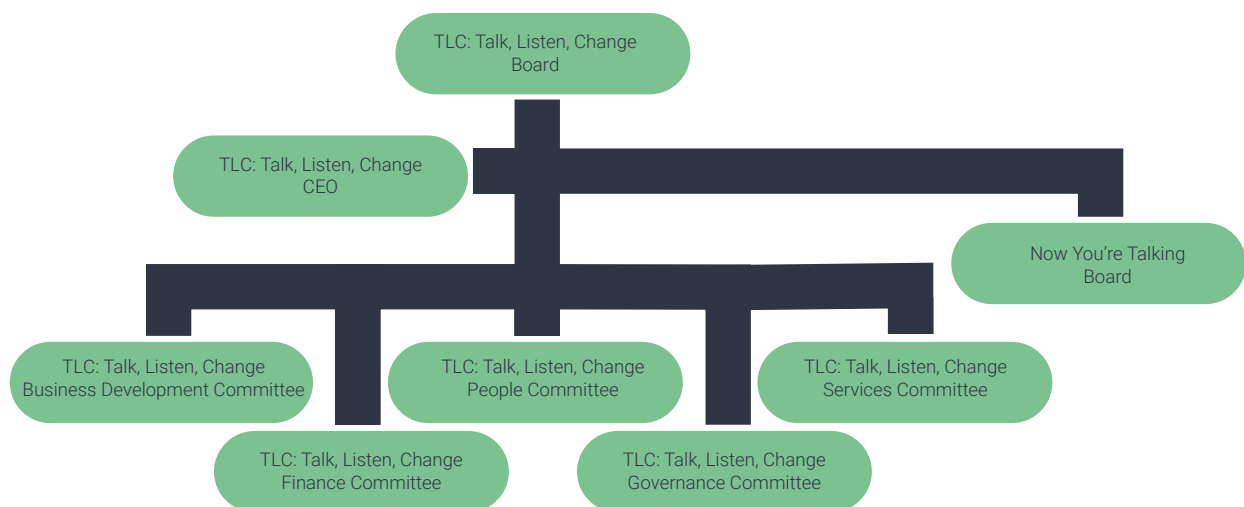 TLC: Talk, Listen, Change
Board
TLC: Talk, Listen, Change
CEO
Now You’re Talking
Board
TLC: Talk, Listen, Change
Business Development Committee
TLC: Talk, Listen, Change
People Committee
TLC: Talk, Listen, Change
Services Committee
TLC: Talk, Listen, Change
Finance Committee
TLC: Talk, Listen, Change
Governance Committee